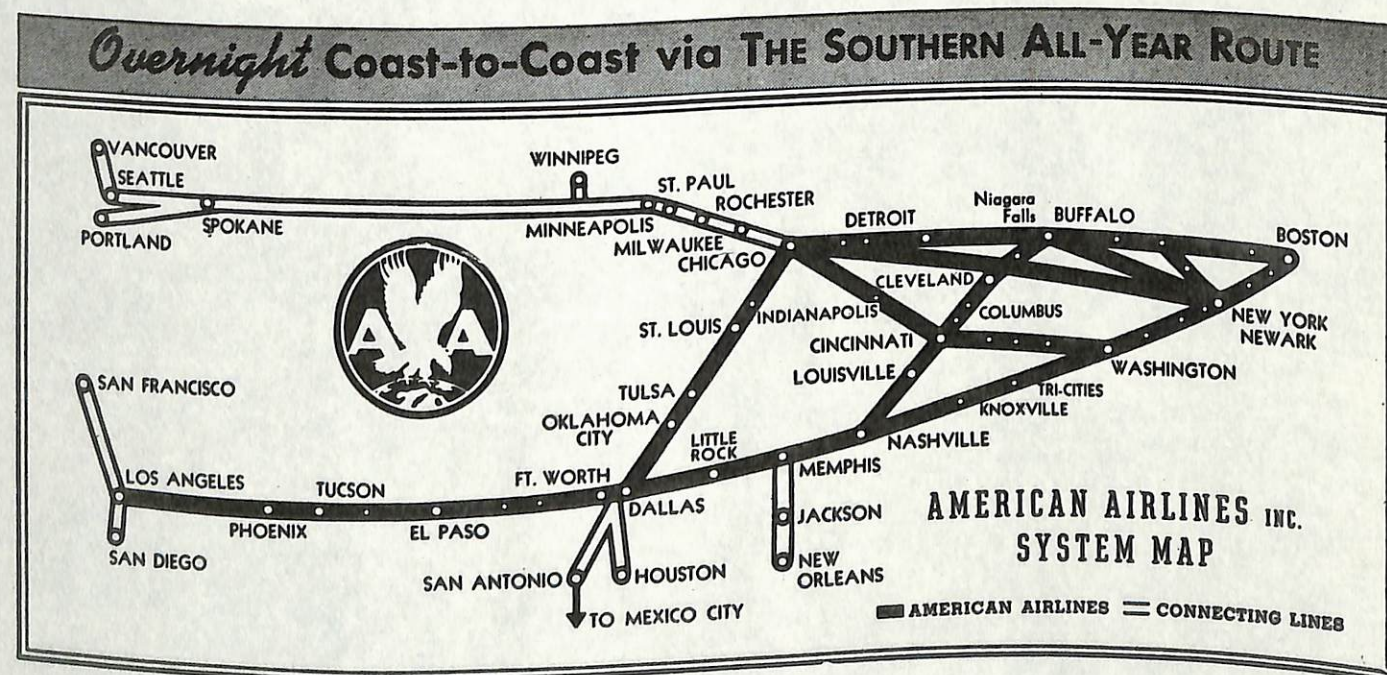 Overnight Coast-to-Coast via THE SOUTHERN ALL-YEAR ROUTE
VANCOUVER
SEATTLE
PORTLAND
SPOKANE
WINNIPEG
MINNEAPOLIS
ST. PAUL
ROCHESTER
MILWAUKEE
CHICAGO
DETROIT
Niagara
Falls
BUFFALO
BOSTON
CLEVELAND
COLUMBUS
NEW YORK
NEWARK
INDIANAPOLIS
ST. LOUIS
CINCINNATI
LOUISVILLE
WASHINGTON
TRI-CITIES
KNOXVILLE
NASHVILLE
A A
SAN FRANCISCO
TULSA
OKLAHOMA
CITY
LITTLE
ROCK
MEMPHIS
LOS ANGELES
TUCSON
FT. WORTH
DALLAS
PHOENIX
EL PASO
SAN DIEGO
SAN ANTONIO
HOUSTON
TO MEXICO CITY
JACKSON
NEW
ORLEANS
AMERICAN AIRLINES INC.
SYSTEM MAP
AMERICAN AIRLINES CONNECTING LINES